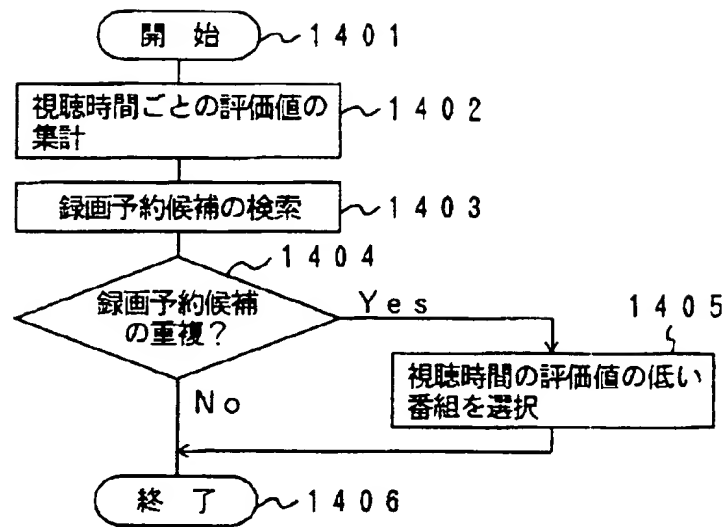 開始
1401
視聴時間ごとの評価値の
集計
1402
録画予約候補の検索
1403
1404
録画予約候補
の重複？
Yes
1405
視聴時間の評価値の低い
番組を選択
No
終了
1406